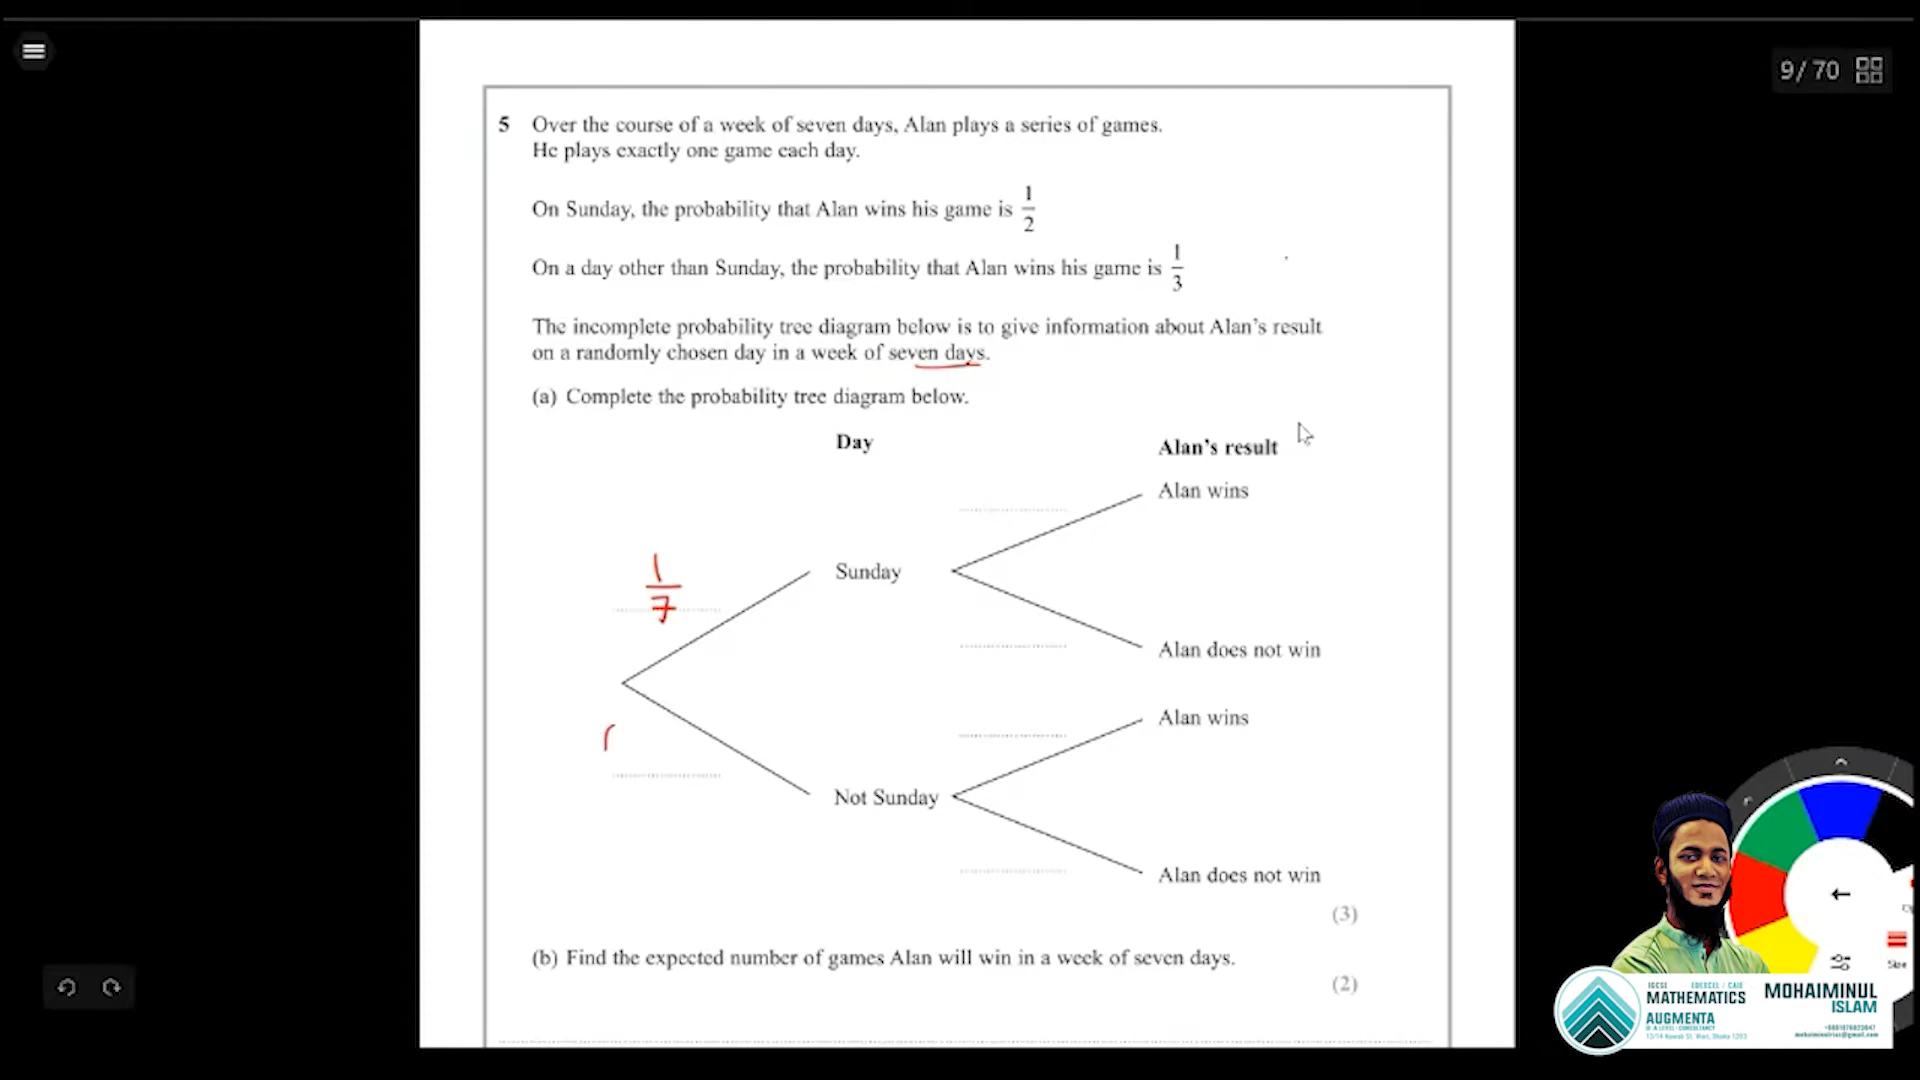 9/70
5 Over the course of a week of seven days, Alan plays a series of games.
He plays exactly one game each day.
On Sunday, the probability that Alan wins his game is 1/2
On a day other than Sunday, the probability that Alan wins his game is 1/3
The incomplete probability tree diagram below is to give information about Alan's result
on a randomly chosen day in a week of seven days.
(a) Complete the probability tree diagram below.
Day
Alan's result
Alan wins
1/7
Sunday
Alan does not win
Alan wins
Not Sunday
Alan does not win
(3)
(b) Find the expected number of games Alan will win in a week of seven days.
(2)
Size
IGCSE EDEXCEL / CAIE
MATHEMATICS
AUGMENTA
MOHAIMINUL
ISLAM